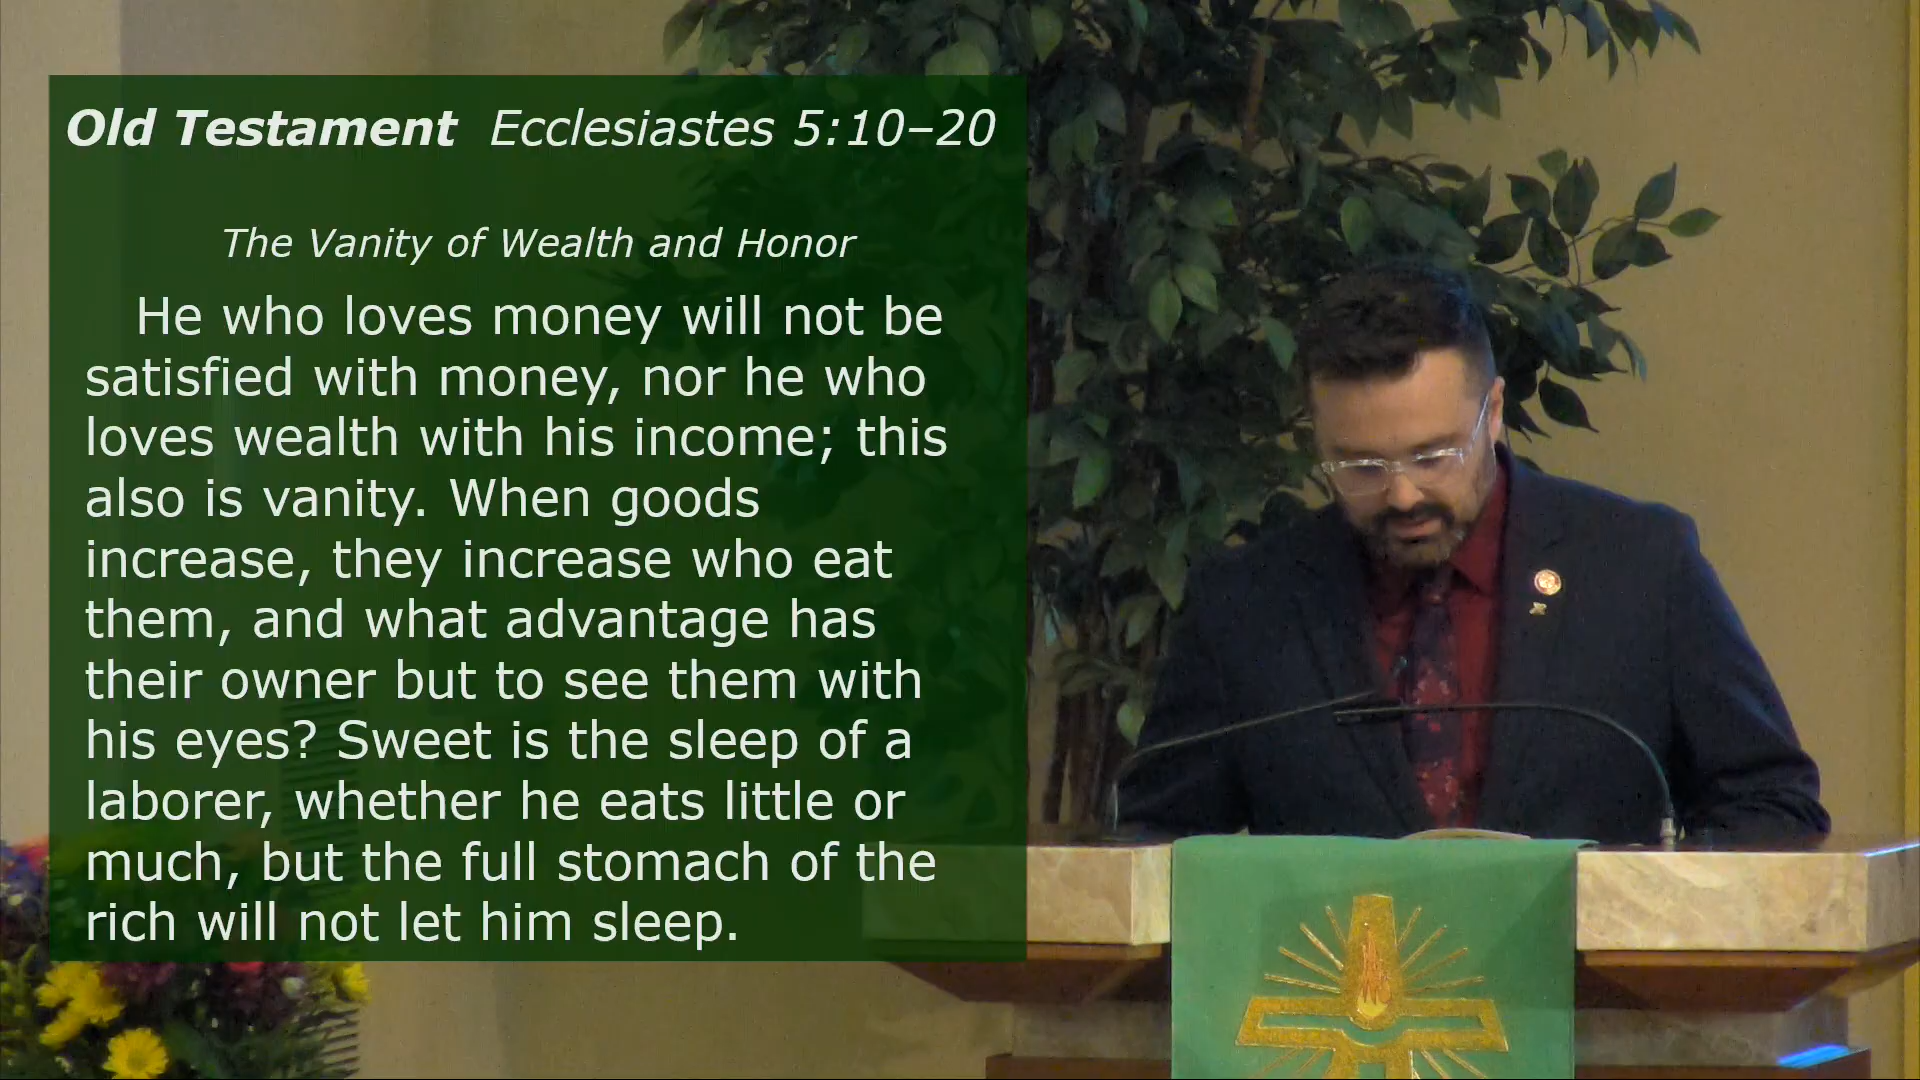 Old Testament Ecclesiastes 5:10–20
The Vanity of Wealth and Honor
He who loves money will not be
satisfied with money, nor he who
loves wealth with his income; this
also is vanity. When goods
increase, they increase who eat
them, and what advantage has
their owner but to see them with
his eyes? Sweet is the sleep of a
laborer, whether he eats little or
much, but the full stomach of the
rich will not let him sleep.